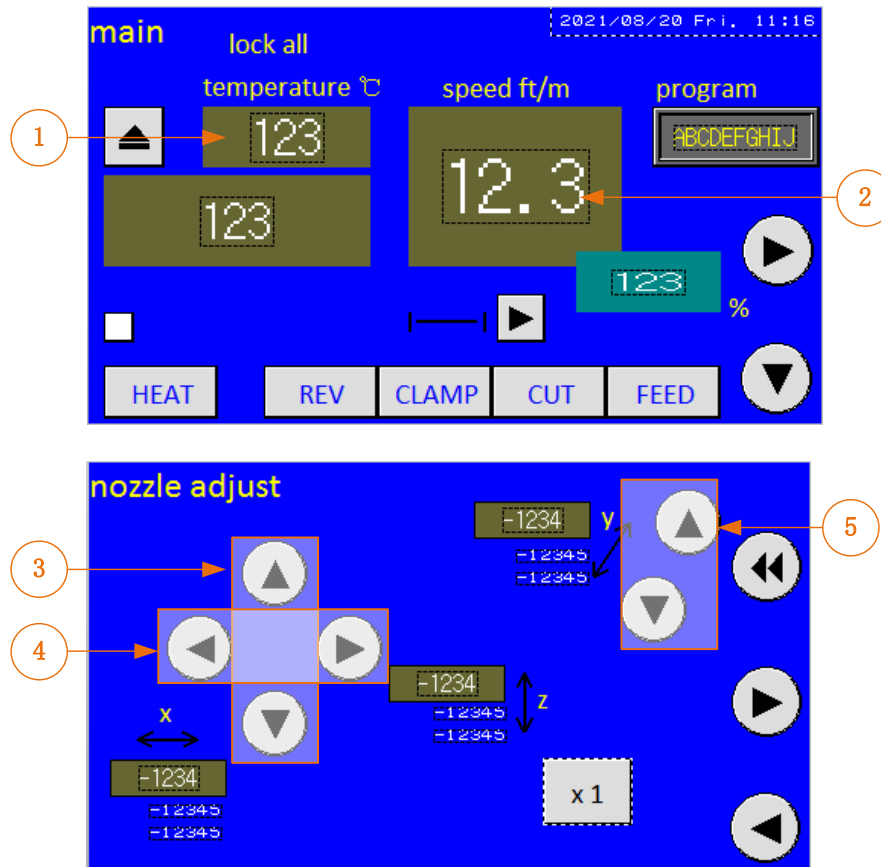 2021/08/20 Fri. 11:16
main
lock all
temperature ℃
speed ft/m
program
1
123
12.3
ABCDEFGHIJ
2
123
123
%
HEAT
REV
CLAMP
CUT
FEED
nozzle adjust
-1234
y
5
-12345
-12345
3
4
-1234
z
-12345
-12345
x
-1234
-12345
-12345
x 1